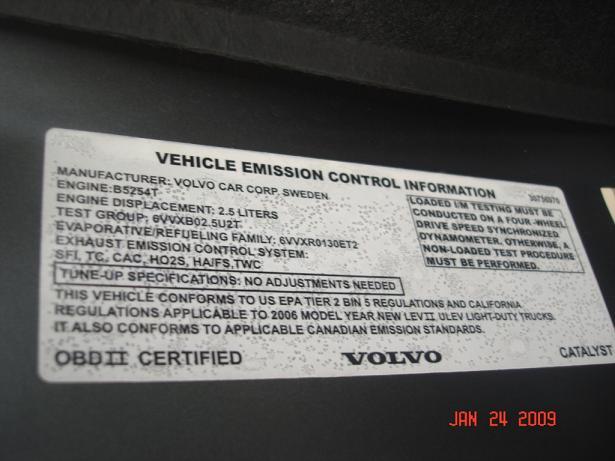 VEHICLE EMISSION CONTROL INFORMATION
MANUFACTURER: VOLVO CAR CORP. SWEDEN
ENGINE: B5254T
ENGINE DISPLACEMENT: 2.5 LITERS
TEST GROUP: 6VVXB02.5U2T
EVAPORATIVE/REFUELING FAMILY: 6VVXR0130ET2
EXHAUST EMISSION CONTROL SYSTEM:
SFI, TC, CAC, HO2S, HAFS, TWC
TUNE-UP SPECIFICATIONS: NO ADJUSTMENTS NEEDED
LOADED I/M TESTING MUST BE
CONDUCTED ON A FOUR-WHEEL
DRIVE SPEED SYNCHRONIZED
DYNAMOMETER. OTHERWISE, A
NON-LOADED TEST PROCEDURE
MUST BE PERFORMED.
THIS VEHICLE CONFORMS TO US EPA TIER 2 BIN 5 REGULATIONS AND CALIFORNIA
REGULATIONS APPLICABLE TO 2006 MODEL YEAR NEW LEVII ULEV LIGHT-DUTY TRUCKS.
IT ALSO CONFORMS TO APPLICABLE CANADIAN EMISSION STANDARDS.
OBDII CERTIFIED VOLVO CATALYST
JAN 24 2009